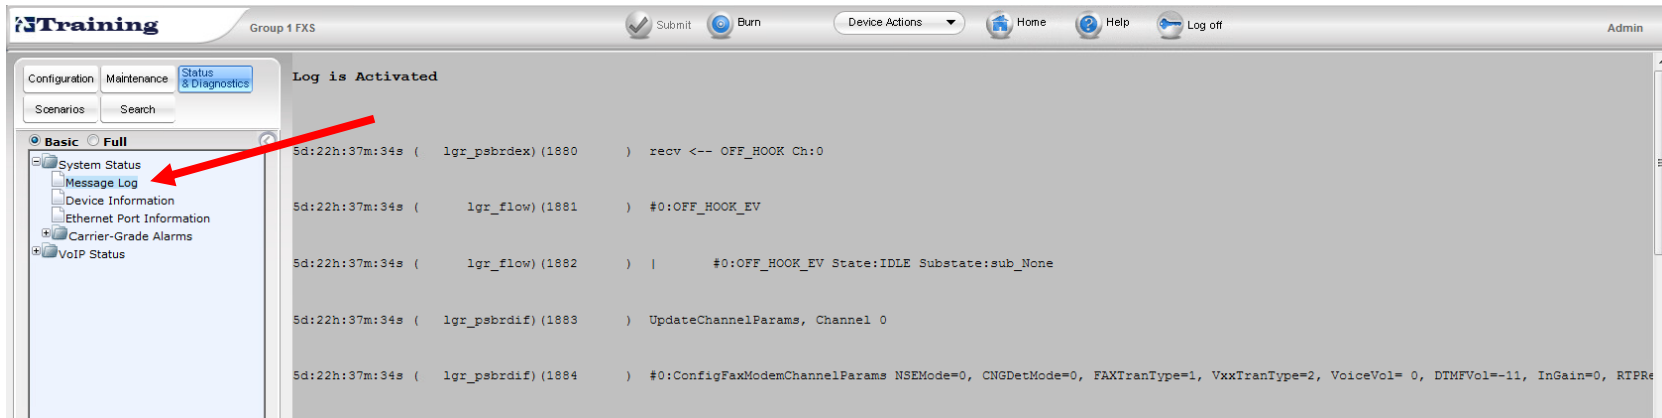 Training
Group 1 FXS
Submit
Burn
Device Actions
Home
Help
Log off
Admin
Configuration
Maintenance
Status
& Diagnostics
Scenarios
Search
Basic
Full
System Status
Message Log
Device Information
Ethernet Port Information
Carrier-Grade Alarms
VoIP Status
Log is Activated
5d:22h:37m:34s ( lgr_psbrdex)(1880 ) recv <-- OFF_HOOK Ch:0
5d:22h:37m:34s ( lgr_flow)(1881 ) #0:OFF_HOOK_EV
5d:22h:37m:34s ( lgr_flow)(1882 ) | #0:OFF_HOOK_EV State:IDLE Substate:sub_None
5d:22h:37m:34s ( lgr_psbrdif)(1883 ) UpdateChannelParams, Channel 0
5d:22h:37m:34s ( lgr_psbrdif)(1884 ) #0:ConfigFaxModemChannelParams NSEMode=0, CNGDetMode=0, FAXTranType=1, VxxTranType=2, VoiceVol= 0, DTMFVol=-11, InGain=0, RTPRe